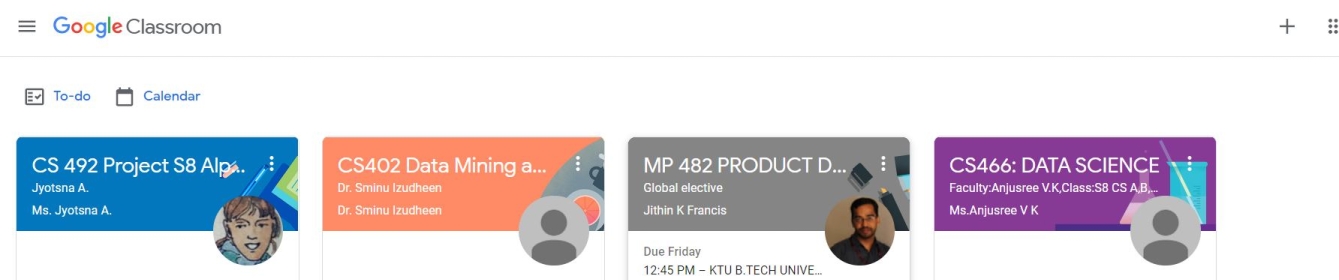 Google Classroom
To-do
Calendar
CS 492 Project S8 Alp...
Jyotsna A.
Ms. Jyotsna A.
CS402 Data Mining a...
Dr. Sminu Izudheen
Dr. Sminu Izudheen
MP 482 PRODUCT D...
Global elective
Jithin K Francis
Due Friday
12:45 PM – KTU B.TECH UNIVE...
CS466: DATA SCIENCE
Faculty:Anjusree V.K,Class:S8 CS A,B,...
Ms.Anjusree V K